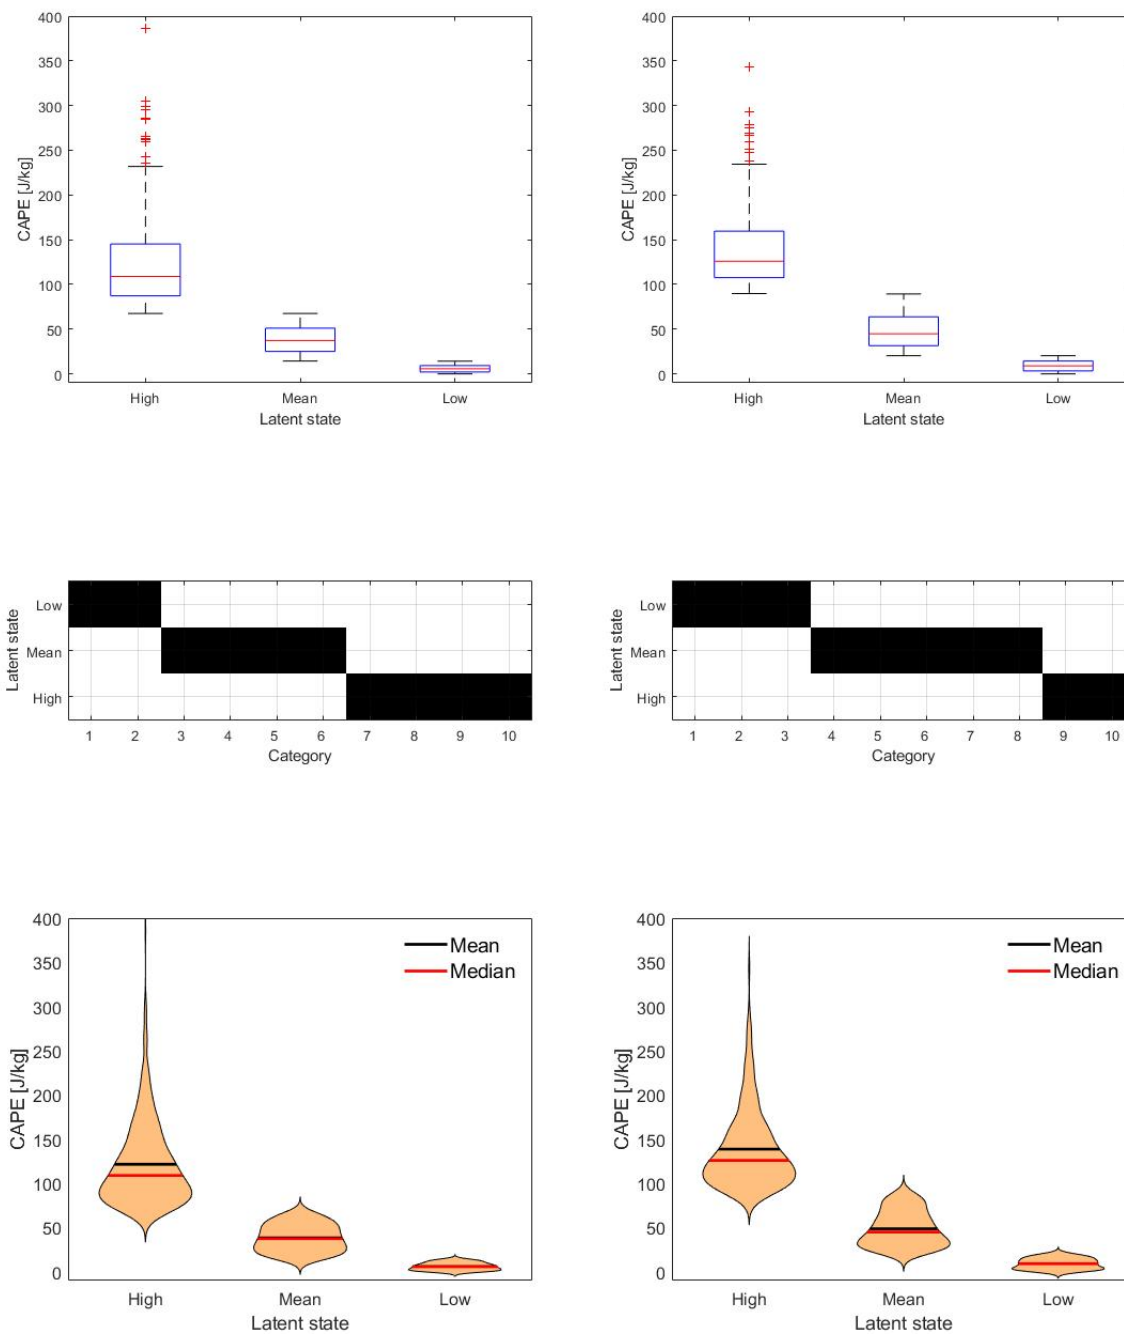 400
350
300
250
200
150
100
50
0
CAPE [J/kg]
High Mean Low
Latent state
400
350
300
250
200
150
100
50
0
CAPE [J/kg]
High Mean Low
Latent state
Latent state
Low
Mean
High
1 2 3 4 5 6 7 8 9 10
Category
Latent state
Low
Mean
High
1 2 3 4 5 6 7 8 9 10
Category
400
350
300
250
200
150
100
50
0
CAPE [J/kg]
Mean
Median
High Mean Low
Latent state
400
350
300
250
200
150
100
50
0
CAPE [J/kg]
Mean
Median
High Mean Low
Latent state